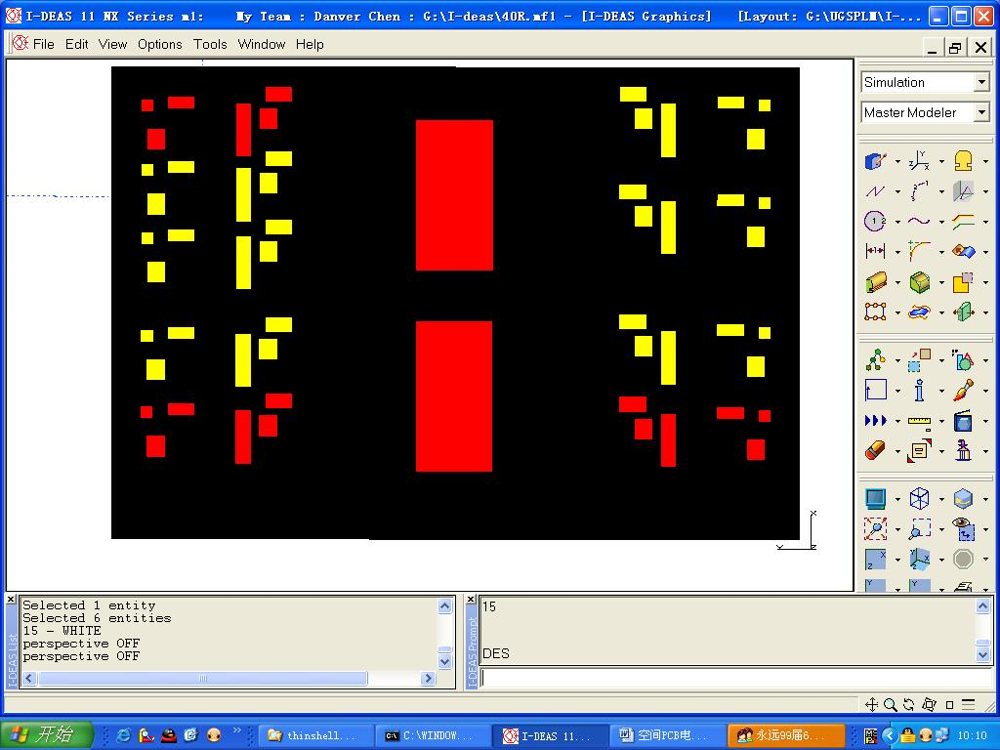 I-DEAS 11 NX Series m1:    My Team : Danver Chen : G:\I-deas\40R.mf1 - [I-DEAS Graphics]   [Layout: G:\UGSPLM\I-...
File Edit View Options Tools Window Help
Simulation
Master Modeler
Selected 1 entity
Selected 6 entities
15 - WHITE
perspective OFF
perspective OFF
I-DEAS List
15
DES
I-DEAS Prompt
开始
thinshell...
C:\WINDOW...
I-DEAS 11...
空间PCB电...
永远99届6...
10:10